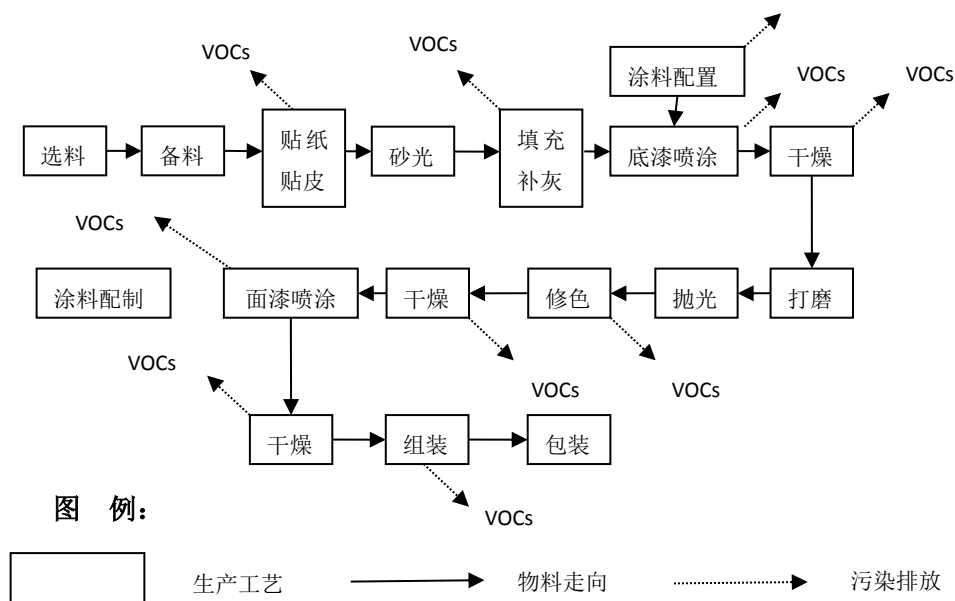 VOCs
VOCs
涂料配置
VOCs
VOCs
选料
备料
贴纸
贴皮
砂光
填充
补灰
底漆喷涂
干燥
VOCs
涂料配制
面漆喷涂
干燥
修色
抛光
打磨
VOCs
VOCs
VOCs
干燥
组装
包装
VOCs
图 例：
生产工艺
物料走向
污染排放